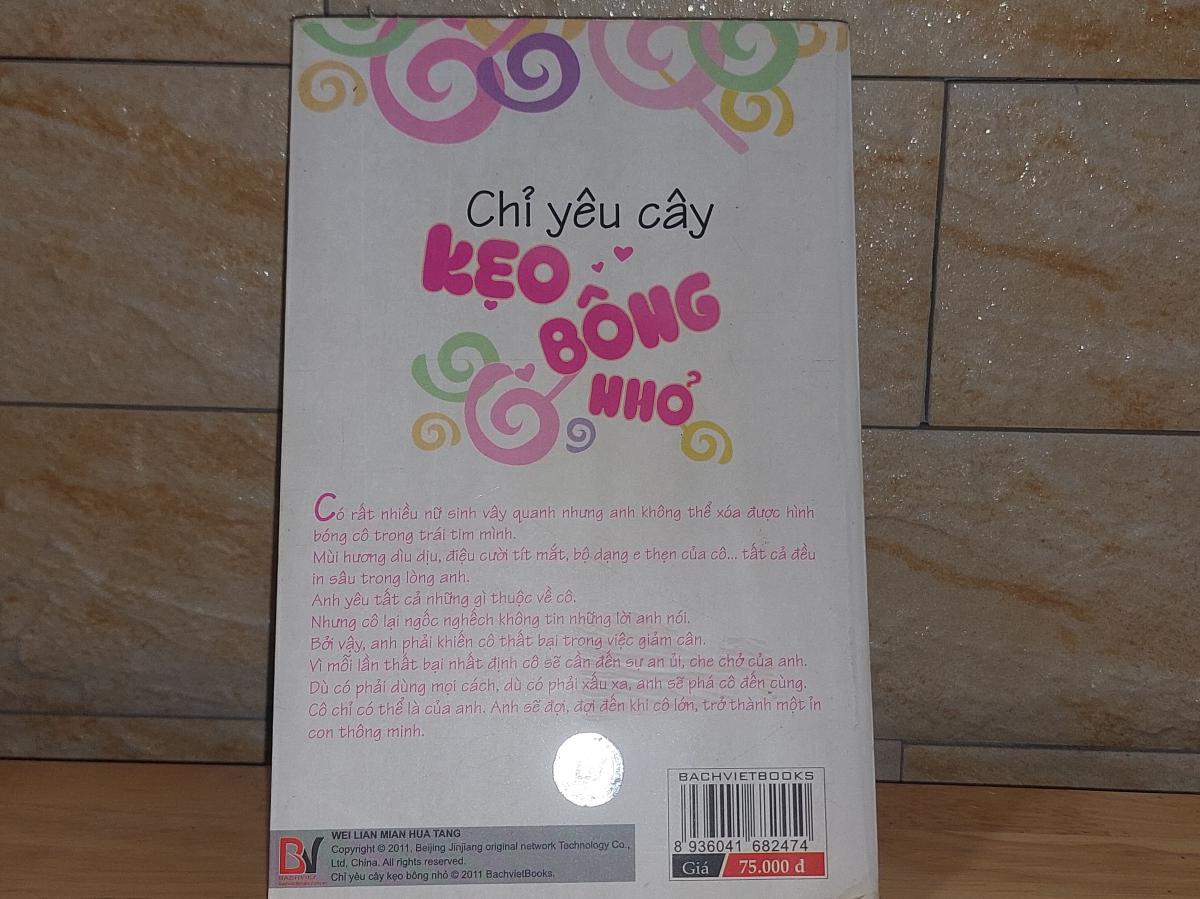 Chỉ yêu cây
KẸO
BÔNG
NHỎ
Có rất nhiều nữ sinh vây quanh nhưng anh không thể xóa được hình
bóng cô trong trái tim mình.
Mùi hương dìu dịu, điệu cười tít mắt, bộ dạng e thẹn của cô... tất cả đều
in sâu trong lòng anh.
Anh yêu tất cả những gì thuộc về cô.
Nhưng cô lại ngốc nghếch không tin những lời anh nói.
Bởi vậy, anh phải khiến cô thất bại trong việc giảm cân.
Vì mỗi lần thất bại nhất định cô sẽ cần đến sự an ủi, che chở của anh.
Dù có phải dùng mọi cách, dù có phải xấu xa, anh sẽ phá cô đến cùng.
Cô chỉ có thể là của anh. Anh sẽ đợi, đợi đến khi cô lớn, trở thành một ỉn
con thông minh.
BACHVIETBOOKS
8 936041 682474
Giá 75.000 đ
BV
BACHVIET
WEI LIAN MIAN HUA TANG
Copyright © 2011, Beijing Jinjiang original network Technology Co.,
Ltd, China. All rights reserved.
Chỉ yêu cây kẹo bông nhỏ © 2011 BachvietBooks.